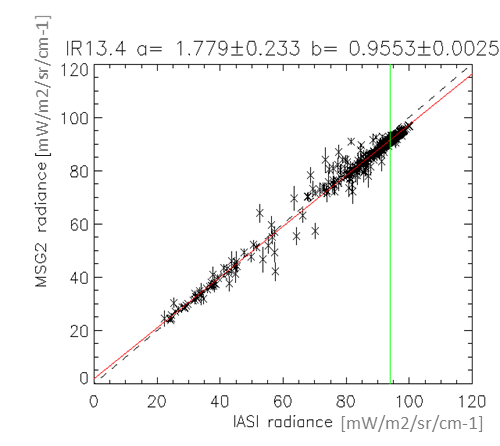 IR13.4 a= 1.779±0.233 b= 0.9553±0.0025
120
100
80
60
40
20
0
MSG2 radiance [mW/m2/sr/cm-1]
0 20 40 60 80 100 120
IASI radiance [mW/m2/sr/cm-1]